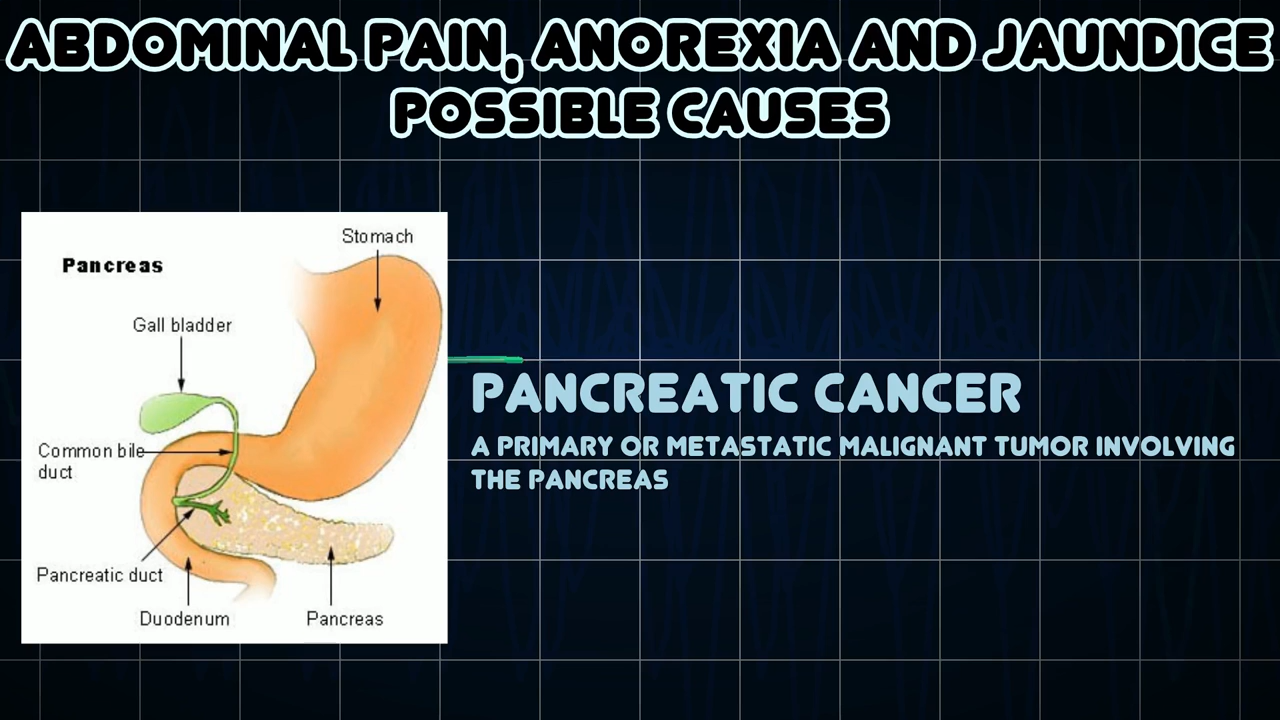 ABDOMINAL PAIN, ANOREXIA AND JAUNDICE
POSSIBLE CAUSES
Stomach
Pancreas
Gall bladder
Common bile
duct
Pancreatic duct
Duodenum
Pancreas
PANCREATIC CANCER
A PRIMARY OR METASTATIC MALIGNANT TUMOR INVOLVING
THE PANCREAS